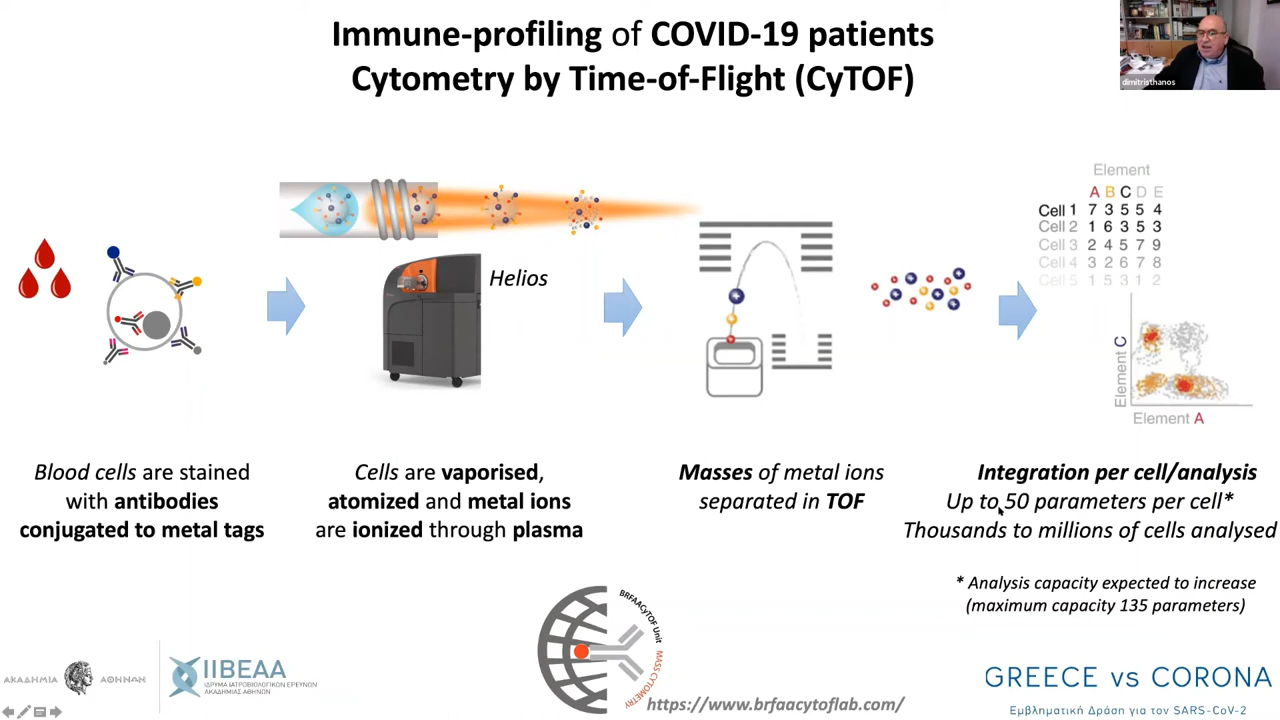 Immune-profiling of COVID-19 patients
Cytometry by Time-of-Flight (CyTOF)
dimitristhanos
Helios
Element
A B C D E
Cell 1 7 3 5 5 4
Cell 2 1 6 3 5 3
Cell 3 2 4 5 7 9
Cell 4 3 2 6 7 8
Cell 5 1 5 3 1 2
Element C
Element A
Blood cells are stained
with antibodies
conjugated to metal tags
Cells are vaporised,
atomized and metal ions
are ionized through plasma
Masses of metal ions
separated in TOF
Integration per cell/analysis
Up to 50 parameters per cell*
Thousands to millions of cells analysed
* Analysis capacity expected to increase
(maximum capacity 135 parameters)
ΑΚΑΔΗΜΙΑ ΑΘΗΝΩΝ
ΙΙΒΕΑΑ
ΙΔΡΥΜΑ ΙΑΤΡΟΒΙΟΛΟΓΙΚΩΝ ΕΡΕΥΝΩΝ
ΑΚΑΔΗΜΙΑΣ ΑΘΗΝΩΝ
BRFAACyTOF Unit
MASS CYTOMETRY
https://www.brfaacytoflab.com/
GREECE vs CORONA
Εμβληματική Δράση για τον SARS-CoV-2